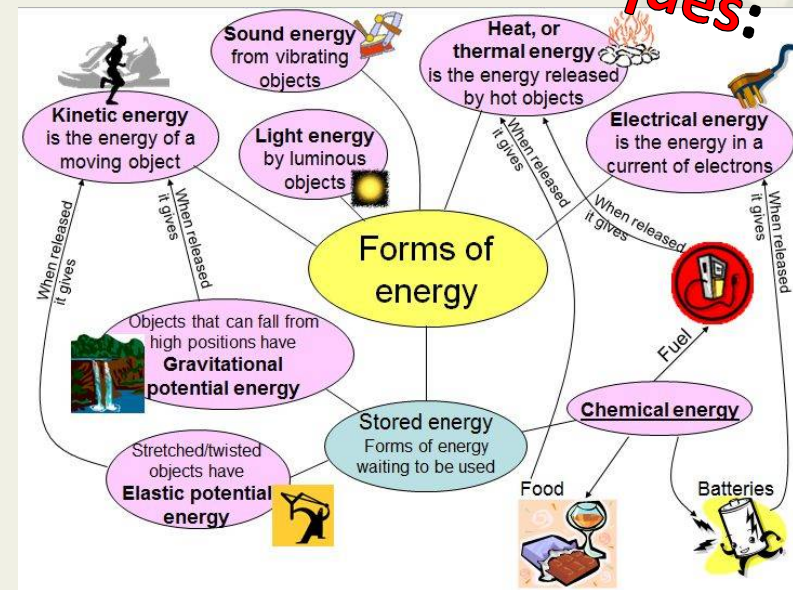 Sound energy
from vibrating
objects
Heat, or
thermal energy
is the energy released
by hot objects
Kinetic energy
is the energy of a
moving object
Light energy
by luminous
objects
Electrical energy
is the energy in a
current of electrons
When released
it gives
When released
it gives
When released
it gives
When released
it gives
When released
it gives
Forms of
energy
Objects that can fall from
high positions have
Gravitational
potential energy
Fuel
Stored energy
Forms of energy
waiting to be used
Chemical energy
Stretched/twisted
objects have
Elastic potential
energy
Food
Batteries